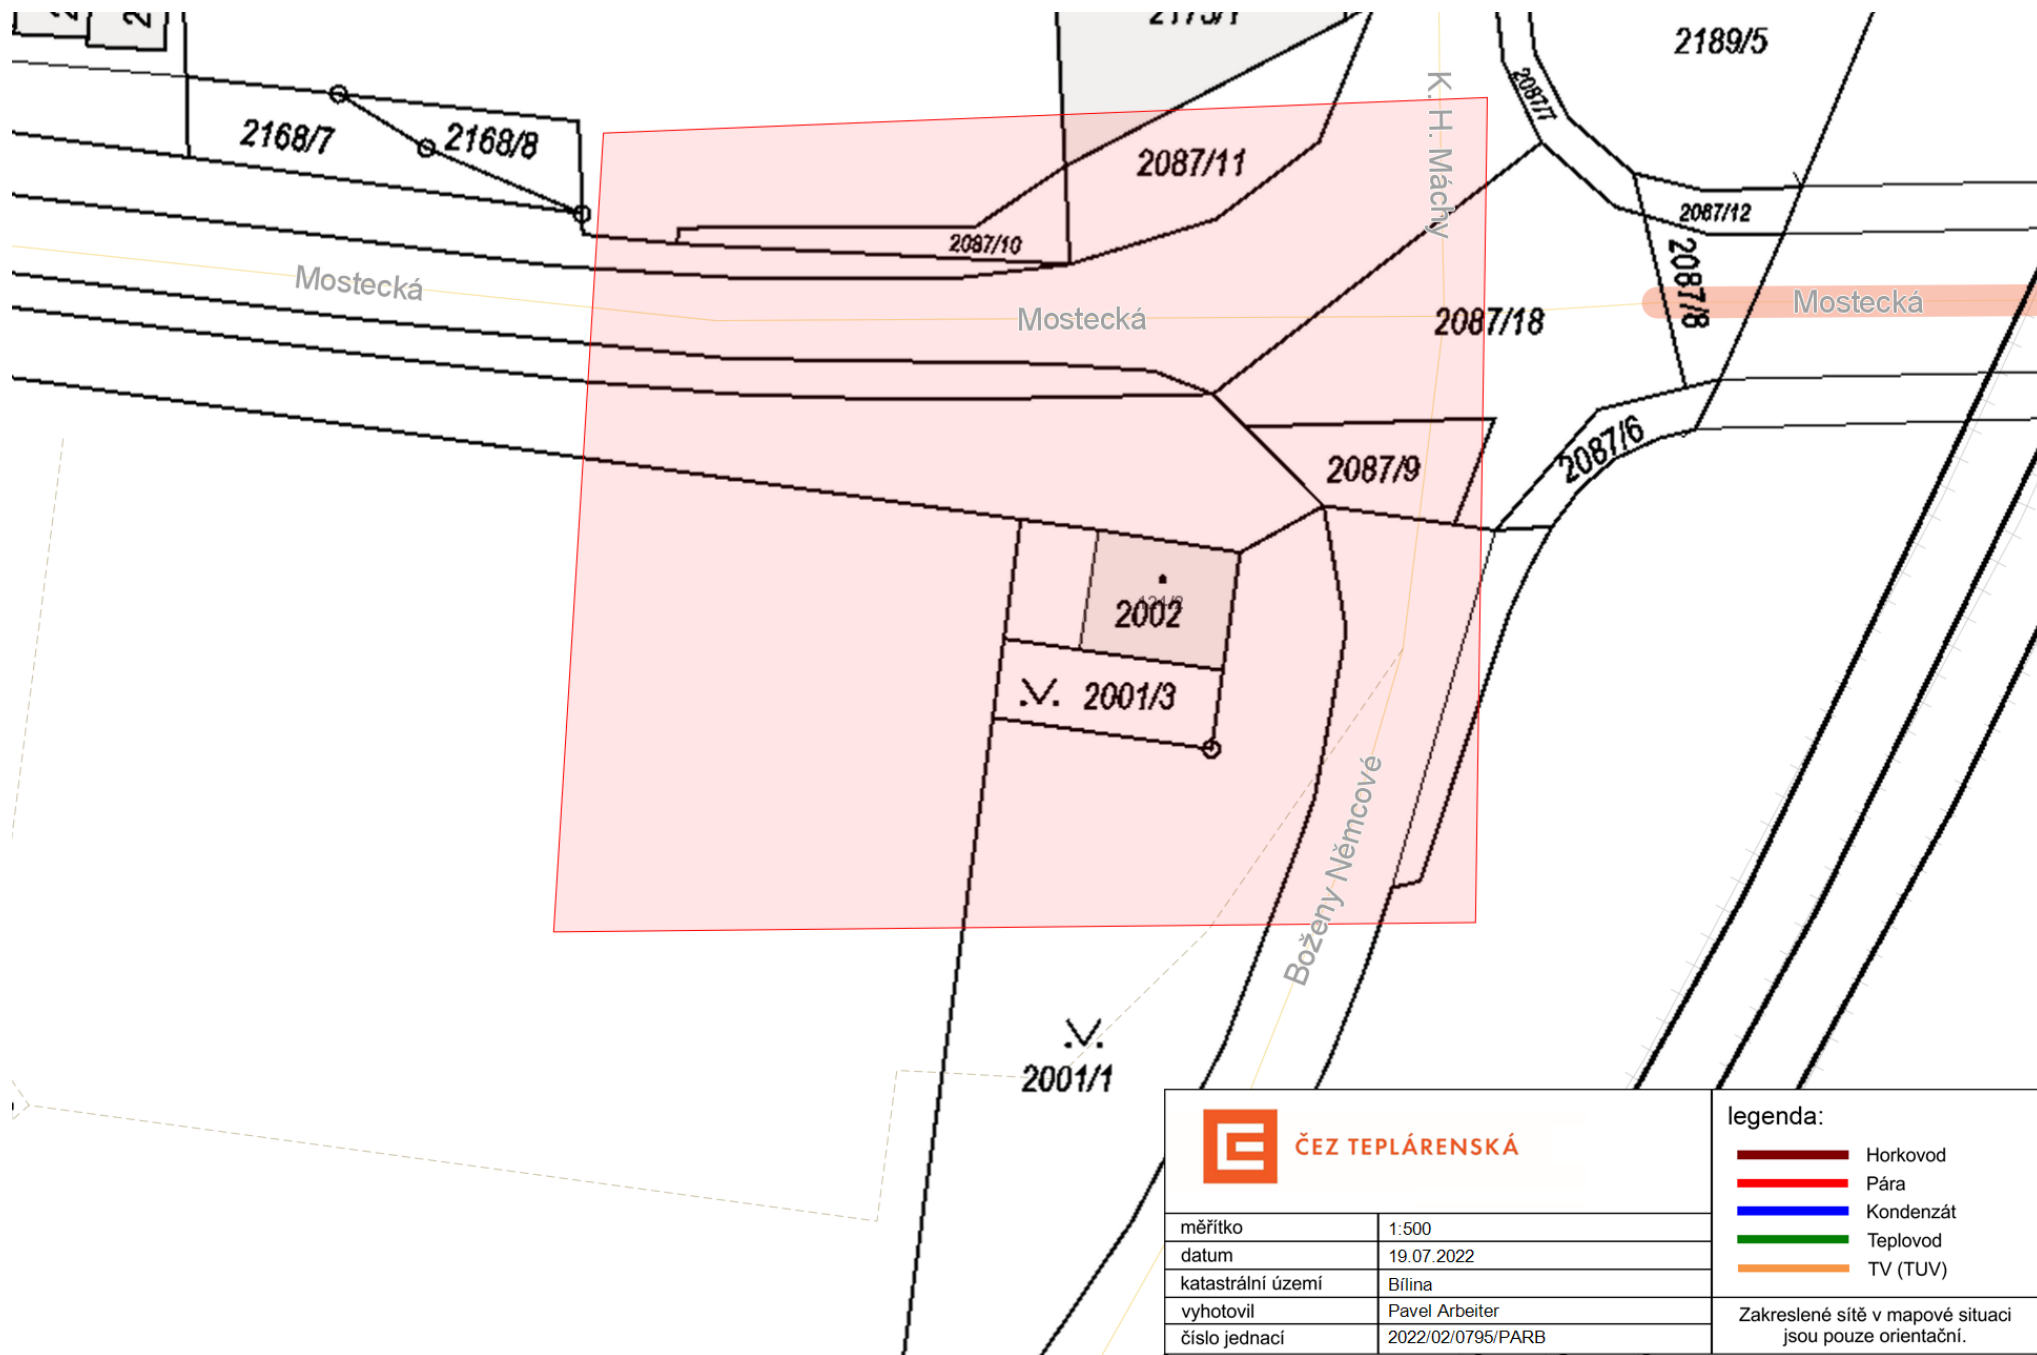 2189/5
2087/7
K. H. Máchy
2168/7
2168/8
2087/11
2087/12
2087/10
2087/8
Mostecká
Mostecká
Mostecká
2087/18
2087/6
2087/9
2002
2001/3
Boženy Němcové
2001/1
ČEZ TEPLÁRENSKÁ
měřítko 1:500
datum 19.07.2022
katastrální území Bílina
vyhotovil Pavel Arbeiter
číslo jednací 2022/02/0795/PARB
legenda:
Horkovod
Pára
Kondenzát
Teplovod
TV (TUV)
Zakreslené sítě v mapové situaci
jsou pouze orientační.